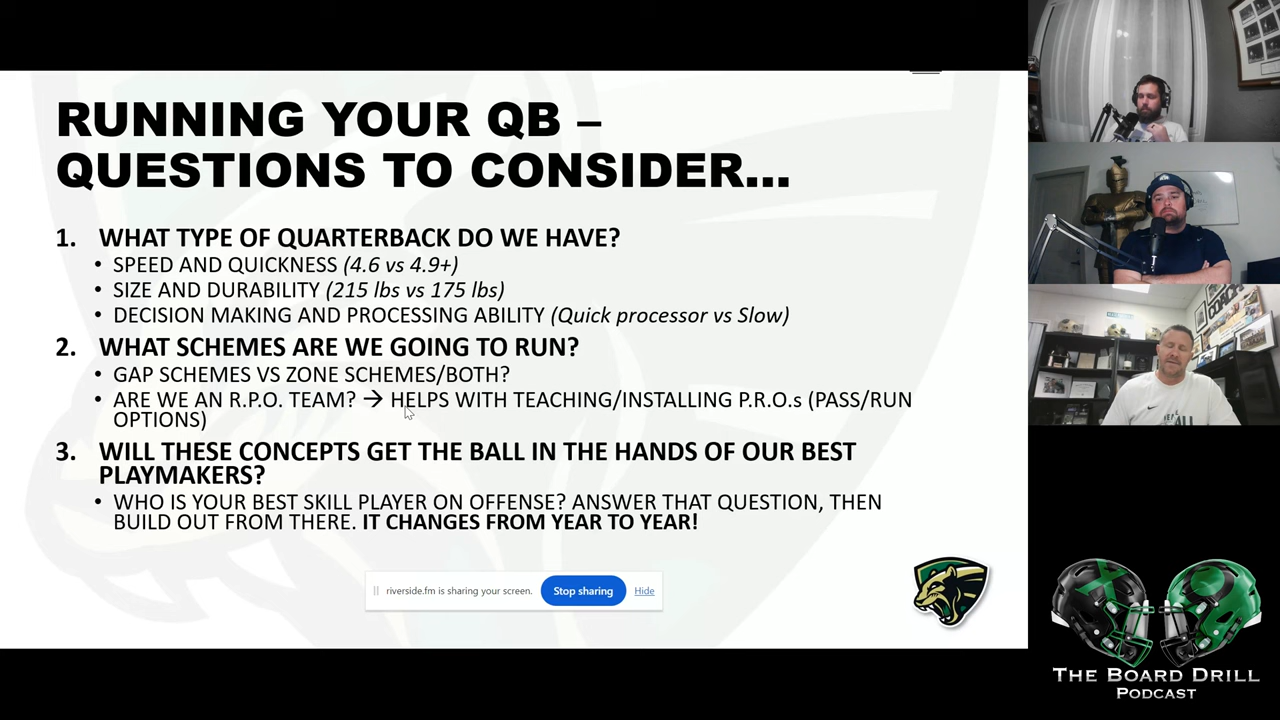 RUNNING YOUR QB –
QUESTIONS TO CONSIDER...
1. WHAT TYPE OF QUARTERBACK DO WE HAVE?
• SPEED AND QUICKNESS (4.6 vs 4.9+)
• SIZE AND DURABILITY (215 lbs vs 175 lbs)
• DECISION MAKING AND PROCESSING ABILITY (Quick processor vs Slow)
2. WHAT SCHEMES ARE WE GOING TO RUN?
• GAP SCHEMES VS ZONE SCHEMES/BOTH?
• ARE WE AN R.P.O. TEAM? → HELPS WITH TEACHING/INSTALLING P.R.O.s (PASS/RUN
OPTIONS)
3. WILL THESE CONCEPTS GET THE BALL IN THE HANDS OF OUR BEST
PLAYMAKERS?
• WHO IS YOUR BEST SKILL PLAYER ON OFFENSE? ANSWER THAT QUESTION, THEN
BUILD OUT FROM THERE. IT CHANGES FROM YEAR TO YEAR!
riverside.fm is sharing your screen.
Stop sharing
Hide
THE BOARD DRILL
PODCAST